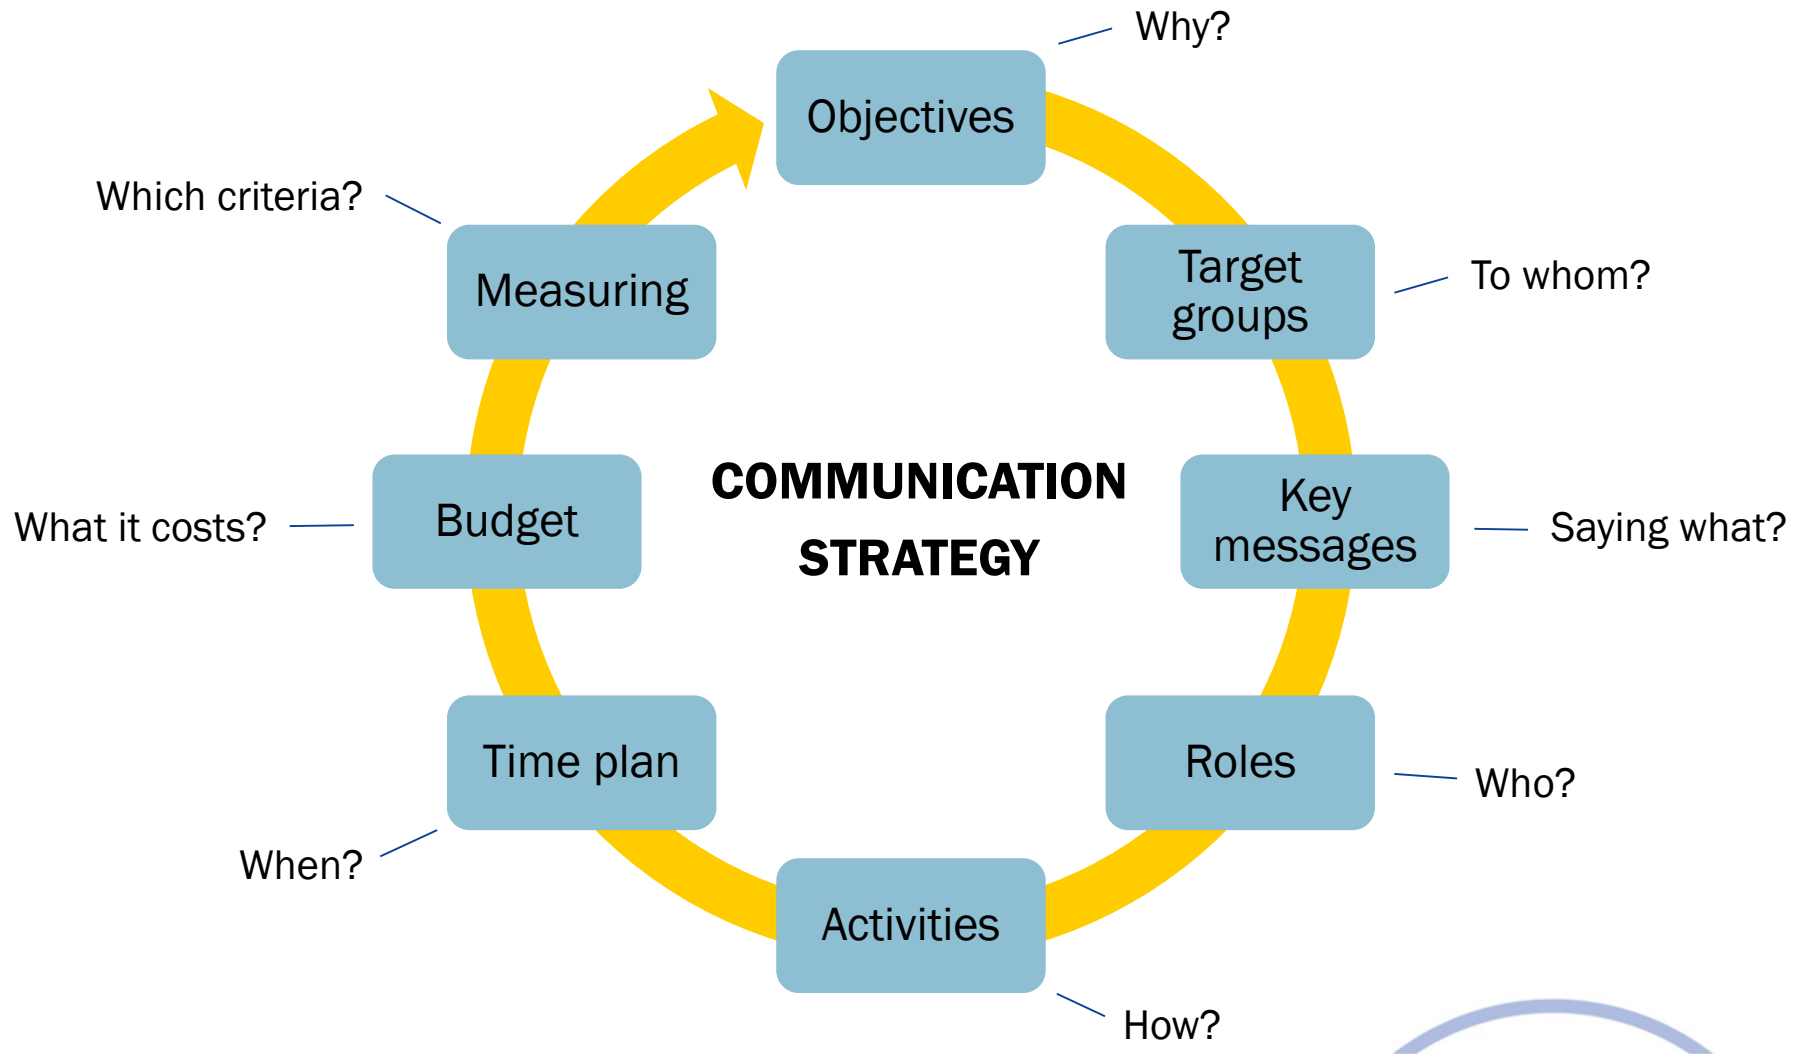 Why?
Objectives
Target
groups
To whom?
Key
messages
Saying what?
Roles
Who?
Activities
How?
Time plan
When?
Budget
What it costs?
Measuring
Which criteria?
COMMUNICATION
STRATEGY